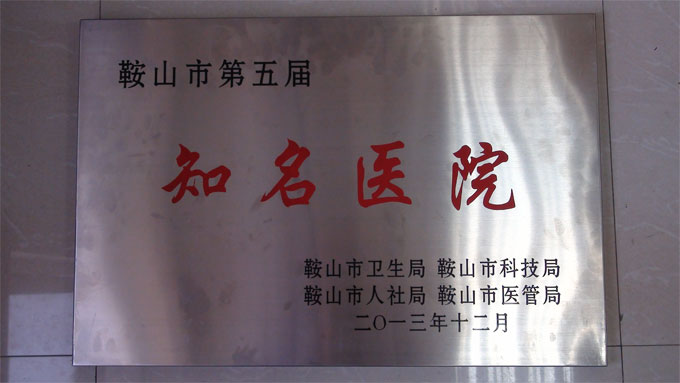 鞍山市第五届
知名医院
鞍山市卫生局 鞍山市科技局
鞍山市人社局 鞍山市医管局
二〇一三年十二月